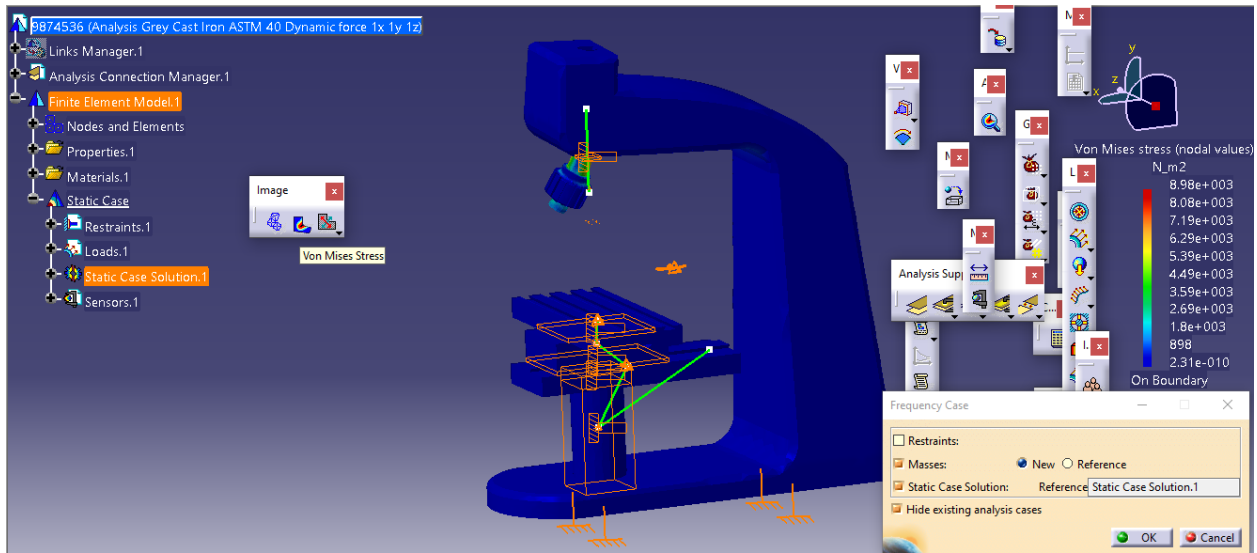 9874536 (Analysis Grey Cast Iron ASTM 40 Dynamic force 1x 1y 1z)
Links Manager.1
Analysis Connection Manager.1
Finite Element Model.1
Nodes and Elements
Properties.1
Materials.1
Static Case
Restraints.1
Loads.1
Static Case Solution.1
Sensors.1
Image
x
Von Mises Stress
V
x
A
x
M
x
G
x
M
x
L
x
M
x
Analysis Supp
x
C...
I.
x
y
z
x
Von Mises stress (nodal values)
N_m2
8.98e+003
8.08e+003
7.19e+003
6.29e+003
5.39e+003
4.49e+003
3.59e+003
2.69e+003
1.8e+003
898
2.31e-010
On Boundary
Frequency Case
Restraints:
Masses: New Reference
Static Case Solution: Reference Static Case Solution.1
Hide existing analysis cases
OK Cancel